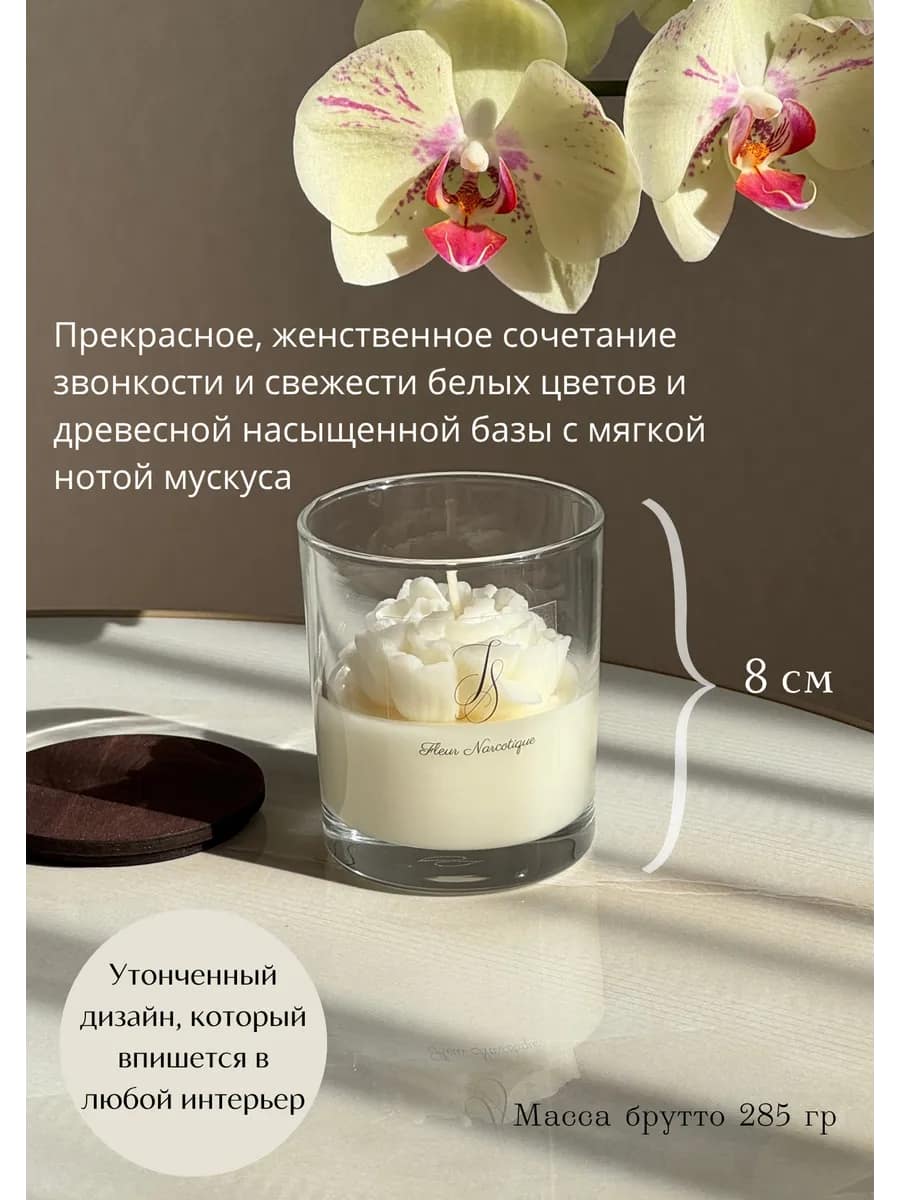 Прекрасное, женственное сочетание
звонкости и свежести белых цветов и
древесной насыщенной базы с мягкой
нотой мускуса
8 см
Fleur Narcotique
Утонченный
дизайн, который
впишется в
любой интерьер
Масса брутто 285 гр